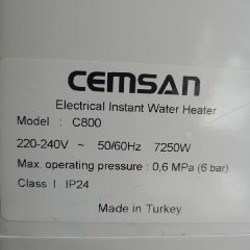 CEMSAN
Electrical Instant Water Heater
Model : C800
220-240V ~ 50/60Hz 7250W
Max. operating pressure : 0,6 MPa (6 bar)
Class I IP24
Made in Turkey